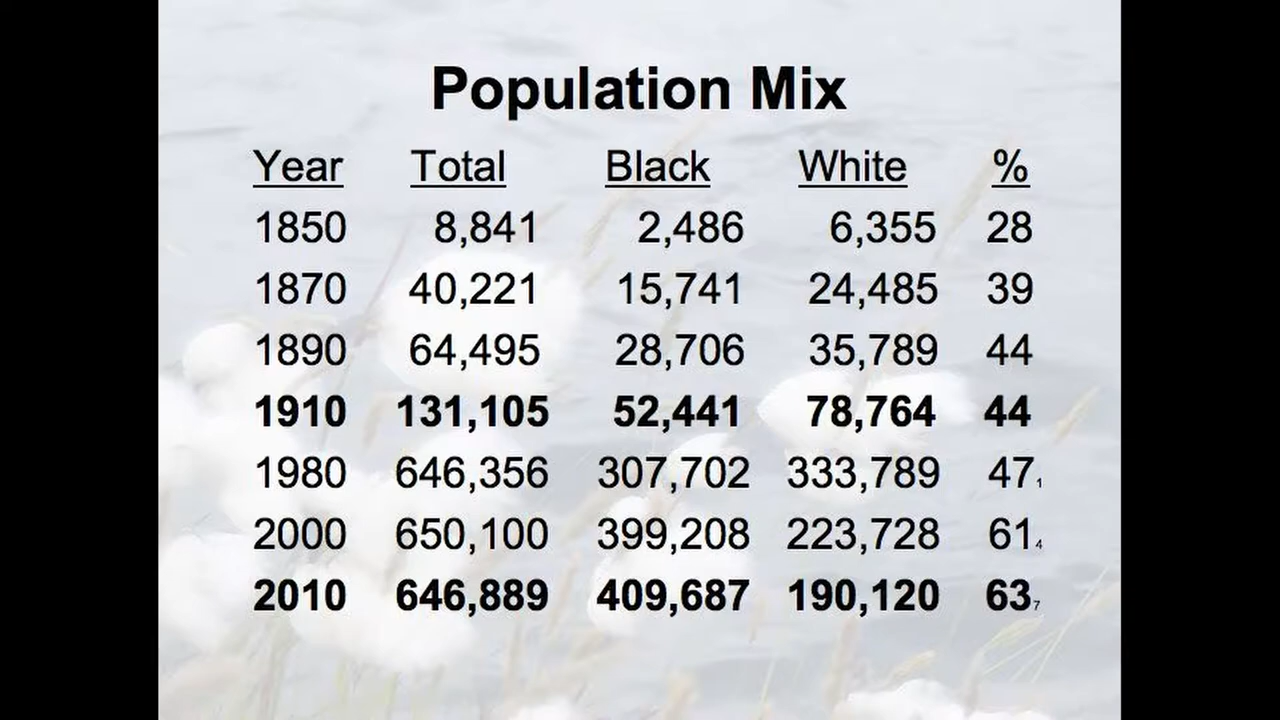 Population Mix
Year Total Black White %
1850 8,841 2,486 6,355 28
1870 40,221 15,741 24,485 39
1890 64,495 28,706 35,789 44
1910 131,105 52,441 78,764 44
1980 646,356 307,702 333,789 47 1
2000 650,100 399,208 223,728 61 4
2010 646,889 409,687 190,120 63 7